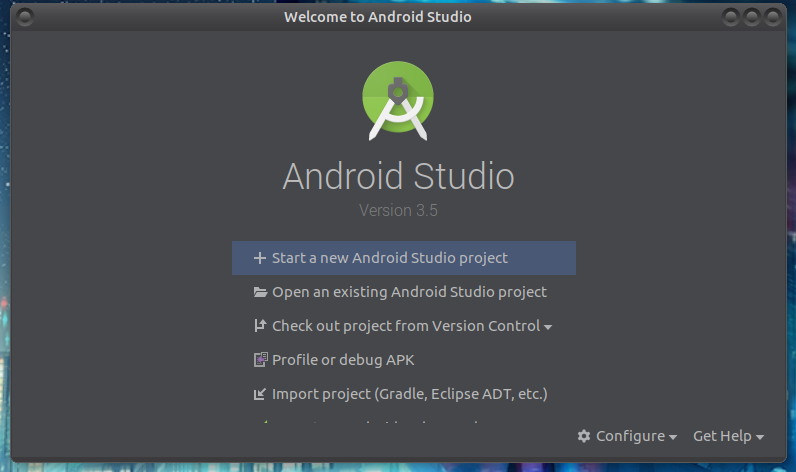 Welcome to Android Studio
Android Studio
Version 3.5
Start a new Android Studio project
Open an existing Android Studio project
Check out project from Version Control
Profile or debug APK
Import project (Gradle, Eclipse ADT, etc.)
Configure
Get Help